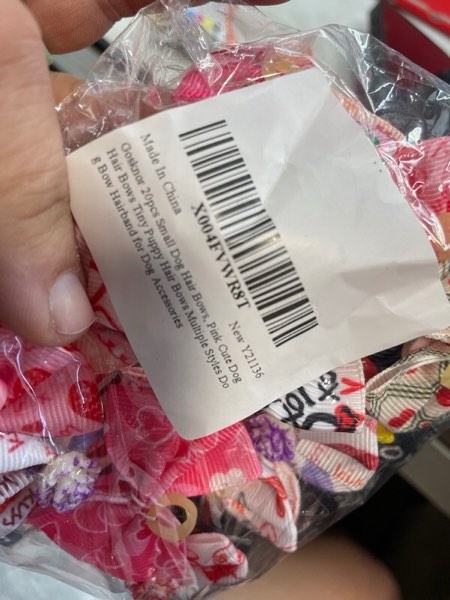 X004FVWR8T
New Y21136
Gosknor 20pcs Small Dog Hair Bows, Pink Cute Dog
Hair Bows Tiny Puppy Hair Bows Multiple Styles Do
g Bow Hairband for Dog Accessories
Made In China